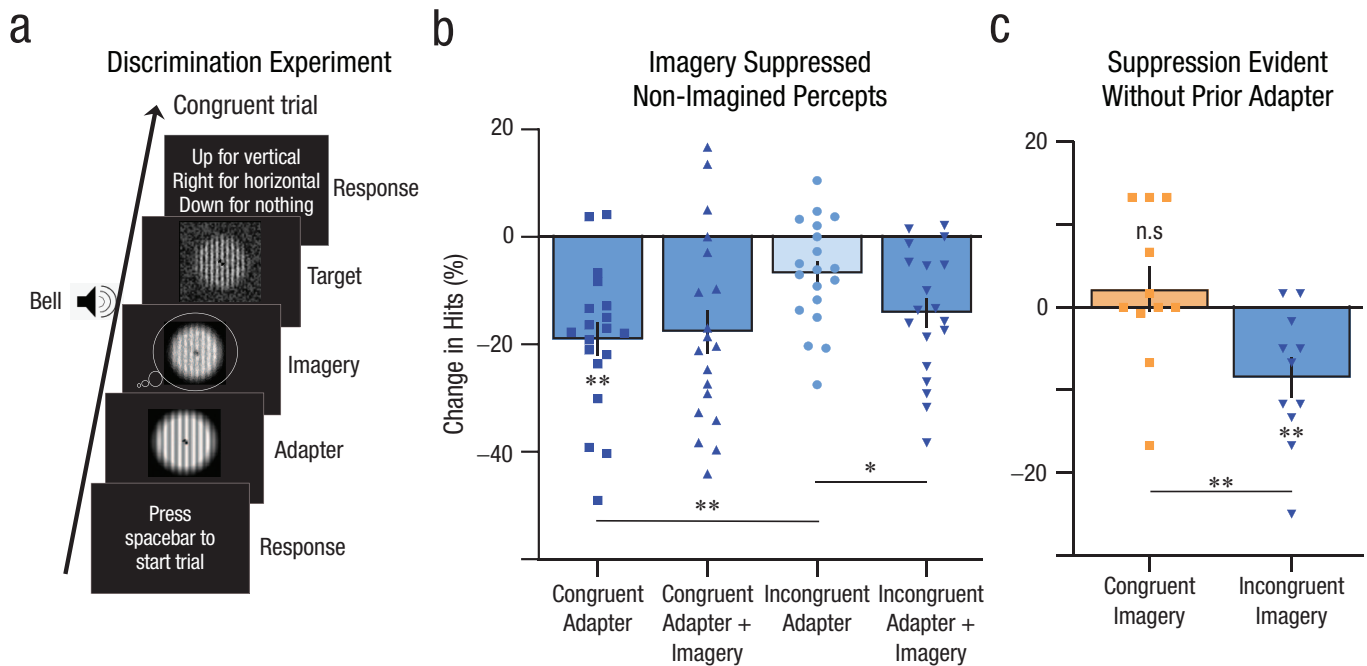 a
Discrimination Experiment
Congruent trial
Up for vertical
Right for horizontal
Down for nothing
Response
Target
Bell
Imagery
Adapter
Press
spacebar to
start trial
Response
b
Imagery Suppressed
Non-Imagined Percepts
Change in Hits (%)
20
0
−20
−40
**
**
*
Congruent
Adapter
Congruent
Adapter +
Imagery
Incongruent
Adapter
Incongruent
Adapter +
Imagery
c
Suppression Evident
Without Prior Adapter
20
0
−20
n.s
**
**
Congruent
Imagery
Incongruent
Imagery